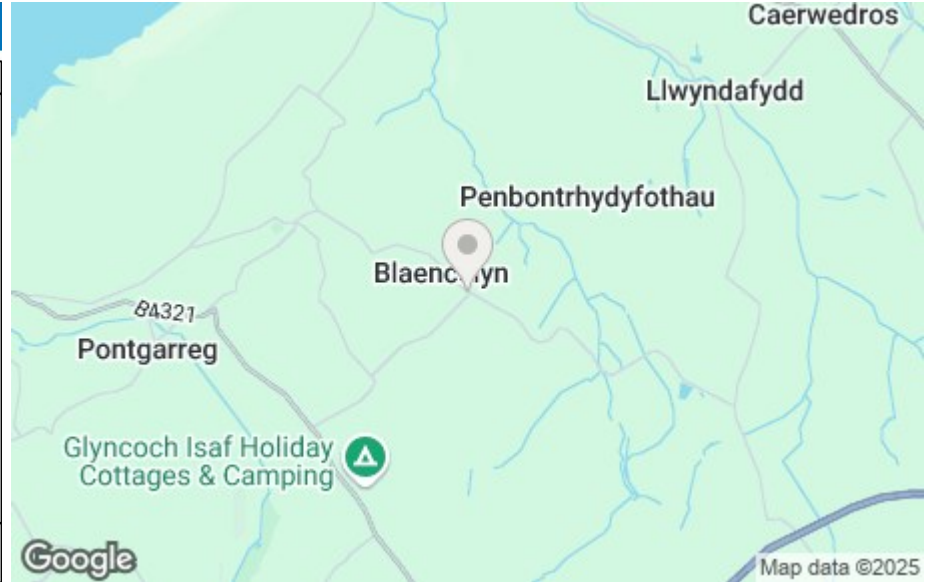 Caerwedros
Llwyndafydd
Penbontrhydyfothau
B4321
Pontgarreg
Glyncoch Isaf Holiday
Cottages & Camping
Google
Map data ©2025